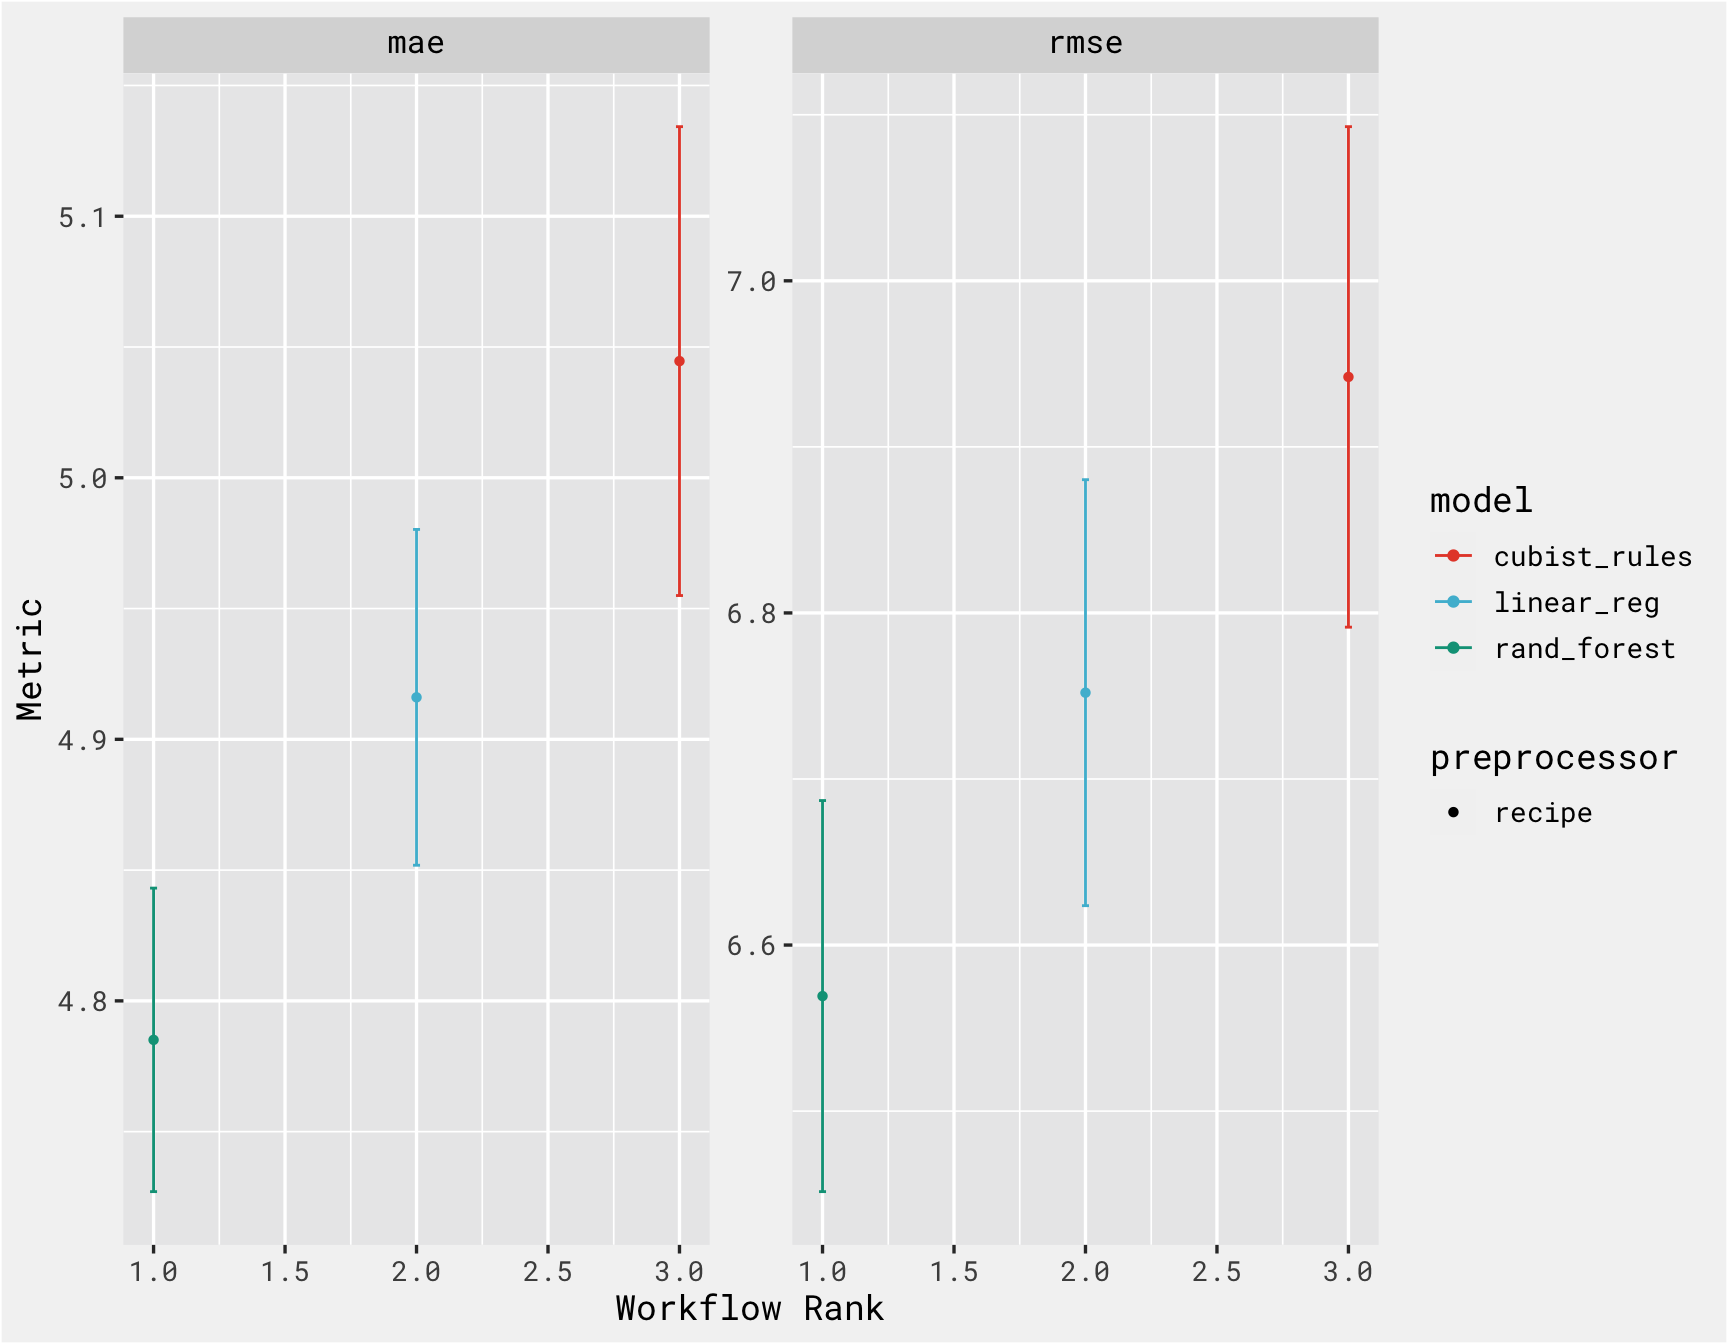 mae
rmse
5.1
5.0
4.9
4.8
7.0
6.8
6.6
Metric
1.0 1.5 2.0 2.5 3.0
1.0 1.5 2.0 2.5 3.0
Workflow Rank
model
cubist_rules
linear_reg
rand_forest
preprocessor
recipe